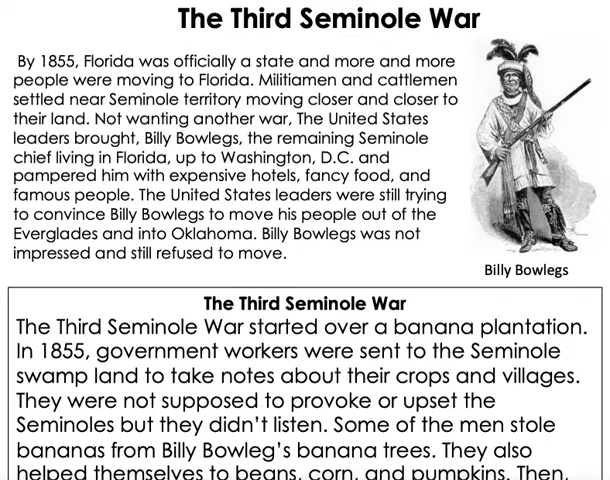 The Third Seminole War
By 1855, Florida was officially a state and more and more
people were moving to Florida. Militiamen and cattlemen
settled near Seminole territory moving closer and closer to
their land. Not wanting another war, The United States
leaders brought, Billy Bowlegs, the remaining Seminole
chief living in Florida, up to Washington, D.C. and
pampered him with expensive hotels, fancy food, and
famous people. The United States leaders were still trying
to convince Billy Bowlegs to move his people out of the
Everglades and into Oklahoma. Billy Bowlegs was not
impressed and still refused to move.
Billy Bowlegs
The Third Seminole War
The Third Seminole War started over a banana plantation.
In 1855, government workers were sent to the Seminole
swamp land to take notes about their crops and villages.
They were not supposed to provoke or upset the
Seminoles but they didn't listen. Some of the men stole
bananas from Billy Bowleg's banana trees. They also
helped themselves to beans, corn, and pumpkins. Then,